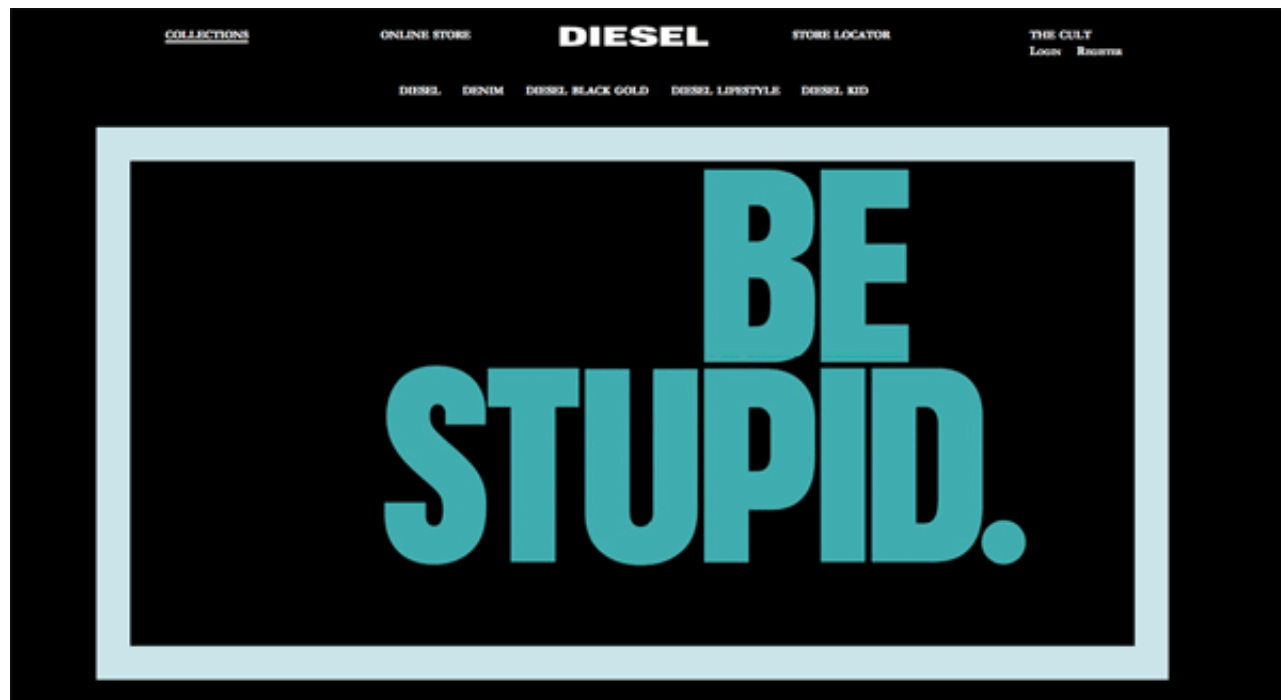 COLLECTIONS ONLINE STORE DIESEL STORE LOCATOR THE CULT
LOGIN REGISTER
DIESEL DENIM DIESEL BLACK GOLD DIESEL LIFESTYLE DIESEL KID
BE
STUPID.